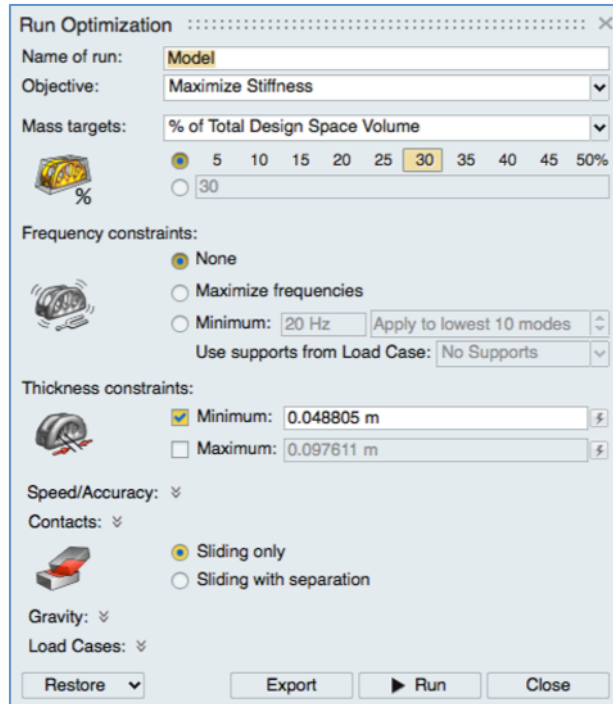 Run Optimization
Name of run: Model
Objective: Maximize Stiffness
Mass targets: % of Total Design Space Volume
5 10 15 20 25 30 35 40 45 50%
%
30
Frequency constraints:
None
Maximize frequencies
Minimum: 20 Hz Apply to lowest 10 modes
Use supports from Load Case: No Supports
Thickness constraints:
Minimum: 0.048805 m
Maximum: 0.097611 m
Speed/Accuracy:
Contacts:
Sliding only
Sliding with separation
Gravity:
Load Cases:
Restore Export Run Close